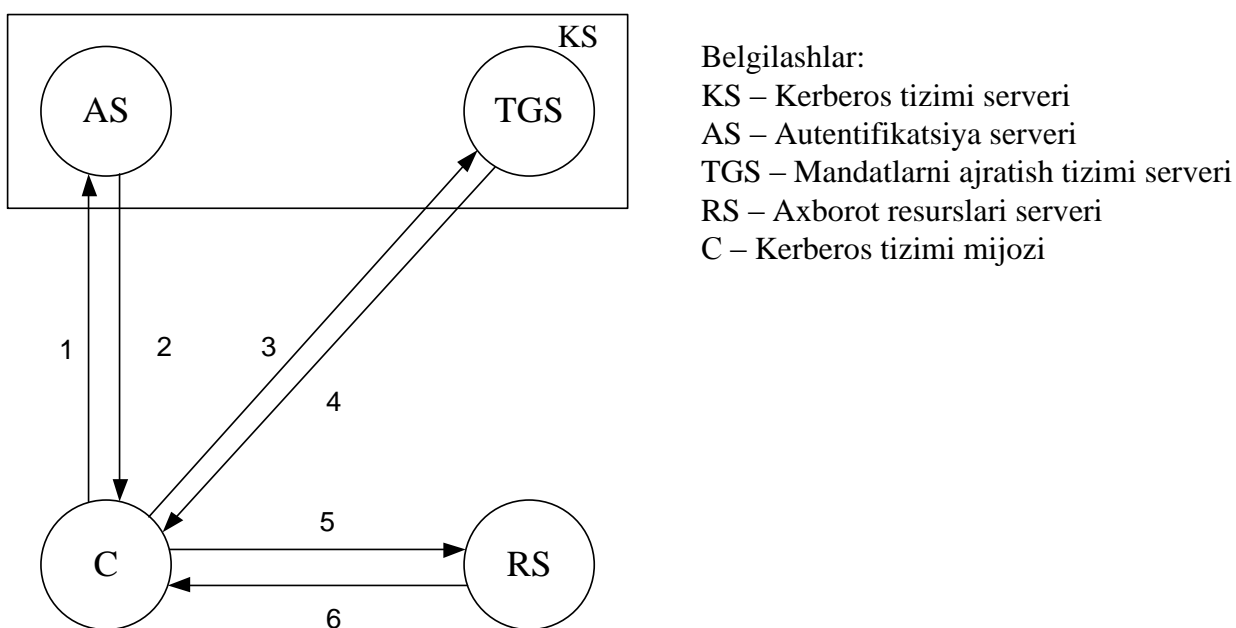 KS
AS
TGS
1
2
3
4
C
5
RS
6
Belgilashlar:
KS – Kerberos tizimi serveri
AS – Autentifikatsiya serveri
TGS – Mandatlarni ajratish tizimi serveri
RS – Axborot resurslari serveri
C – Kerberos tizimi mijozi